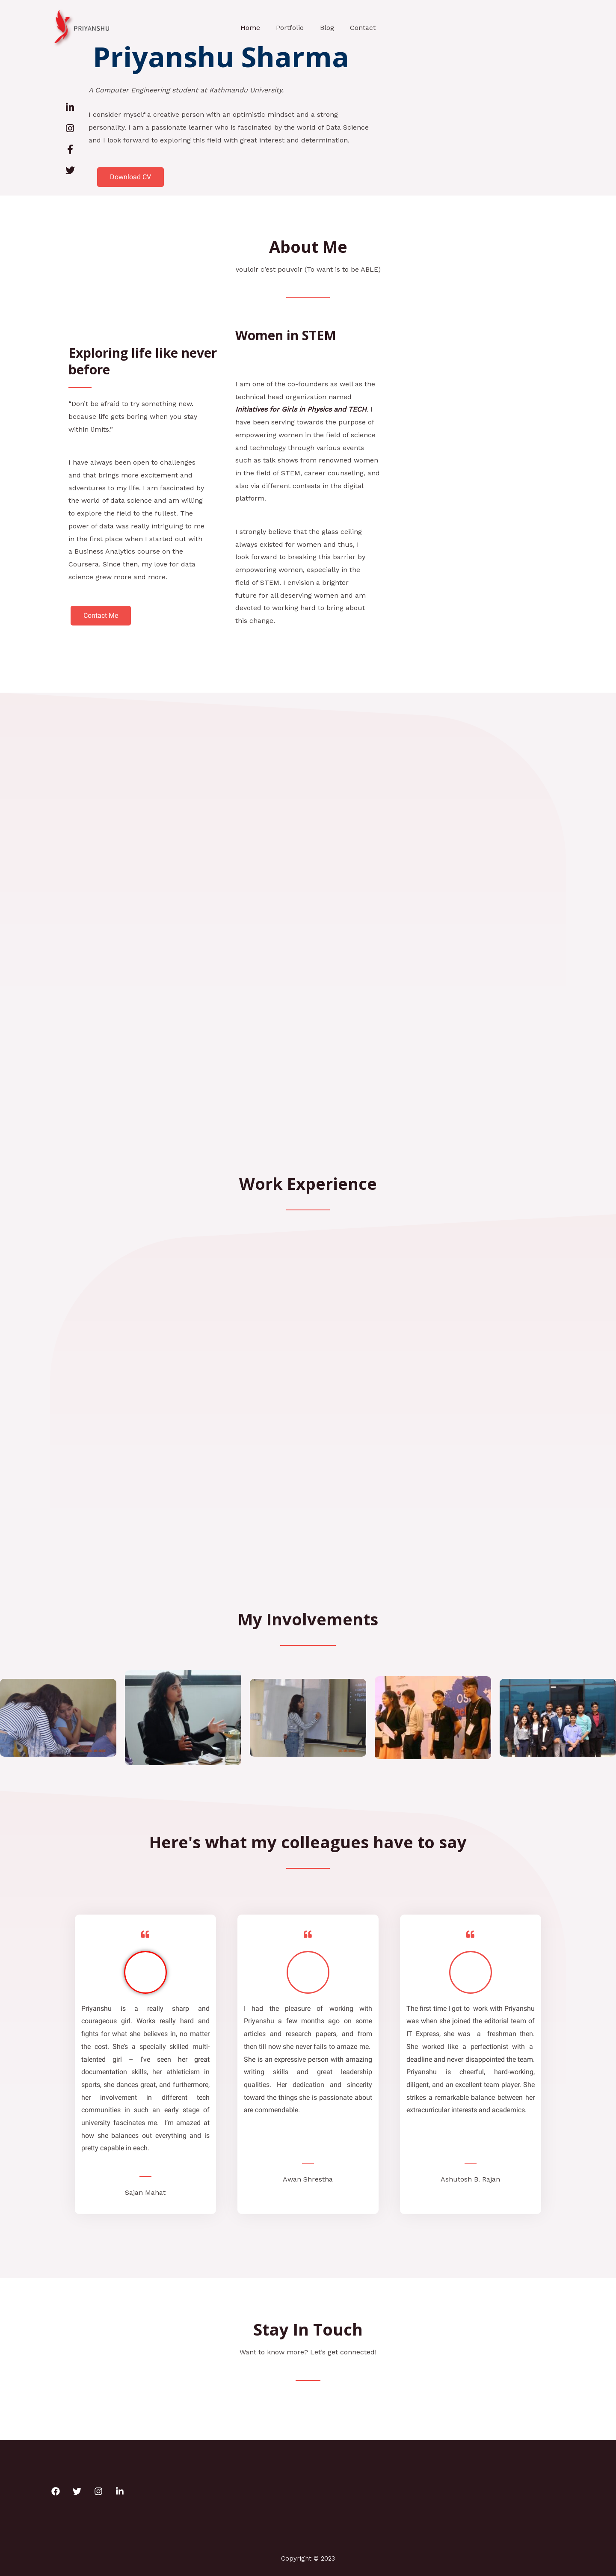 PRIYANSHU
Home
Portfolio
Blog
Contact
Priyanshu Sharma
A Computer Engineering student at Kathmandu University.
I consider myself a creative person with an optimistic mindset and a strong
personality. I am a passionate learner who is fascinated by the world of Data Science
and I look forward to exploring this field with great interest and determination.
Download CV
About Me
vouloir c'est pouvoir (To want is to be ABLE)
Exploring life like never
before
"Don't be afraid to try something new.
because life gets boring when you stay
within limits."
I have always been open to challenges
and that brings more excitement and
adventures to my life. I am fascinated by
the world of data science and am willing
to explore the field to the fullest. The
power of data was really intriguing to me
in the first place when I started out with
a Business Analytics course on the
Coursera. Since then, my love for data
science grew more and more.
Contact Me
Women in STEM
I am one of the co-founders as well as the
technical head organization named
Initiatives for Girls in Physics and TECH. I
have been serving towards the purpose of
empowering women in the field of science
and technology through various events
such as talk shows from renowned women
in the field of STEM, career counseling, and
also via different contests in the digital
platform.
I strongly believe that the glass ceiling
always existed for women and thus, I
look forward to breaking this barrier by
empowering women, especially in the
field of STEM. I envision a brighter
future for all deserving women and am
devoted to working hard to bring about
this change.
Work Experience
My Involvements
05
Here's what my colleagues have to say
Priyanshu is a really sharp and
courageous girl. Works really hard and
fights for what she believes in, no matter
the cost. She's a specially skilled multi-
talented girl – I've seen her great
documentation skills, her athleticism in
sports, she dances great, and furthermore,
her involvement in different tech
communities in such an early stage of
university fascinates me. I'm amazed at
how she balances out everything and is
pretty capable in each.
Sajan Mahat
I had the pleasure of working with
Priyanshu a few months ago on some
articles and research papers, and from
then till now she never fails to amaze me.
She is an expressive person with amazing
writing skills and great leadership
qualities. Her dedication and sincerity
toward the things she is passionate about
are commendable.
Awan Shrestha
The first time I got to work with Priyanshu
was when she joined the editorial team of
IT Express, she was a freshman then.
She worked like a perfectionist with a
deadline and never disappointed the team.
Priyanshu is cheerful, hard-working,
diligent, and an excellent team player. She
strikes a remarkable balance between her
extracurricular interests and academics.
Ashutosh B. Rajan
Stay In Touch
Want to know more? Let's get connected!
Copyright © 2023